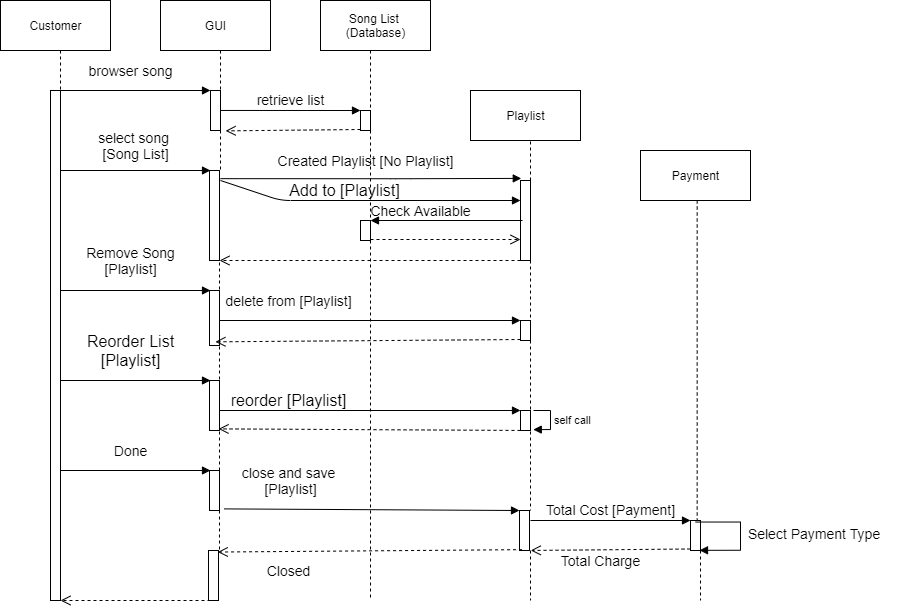 Customer
GUI
Song List
(Database)
browser song
retrieve list
Playlist
select song
[Song List]
Created Playlist [No Playlist]
Payment
Add to [Playlist]
Check Available
Remove Song
[Playlist]
delete from [Playlist]
Reorder List
[Playlist]
reorder [Playlist]
self call
Done
close and save
[Playlist]
Total Cost [Payment]
Select Payment Type
Total Charge
Closed